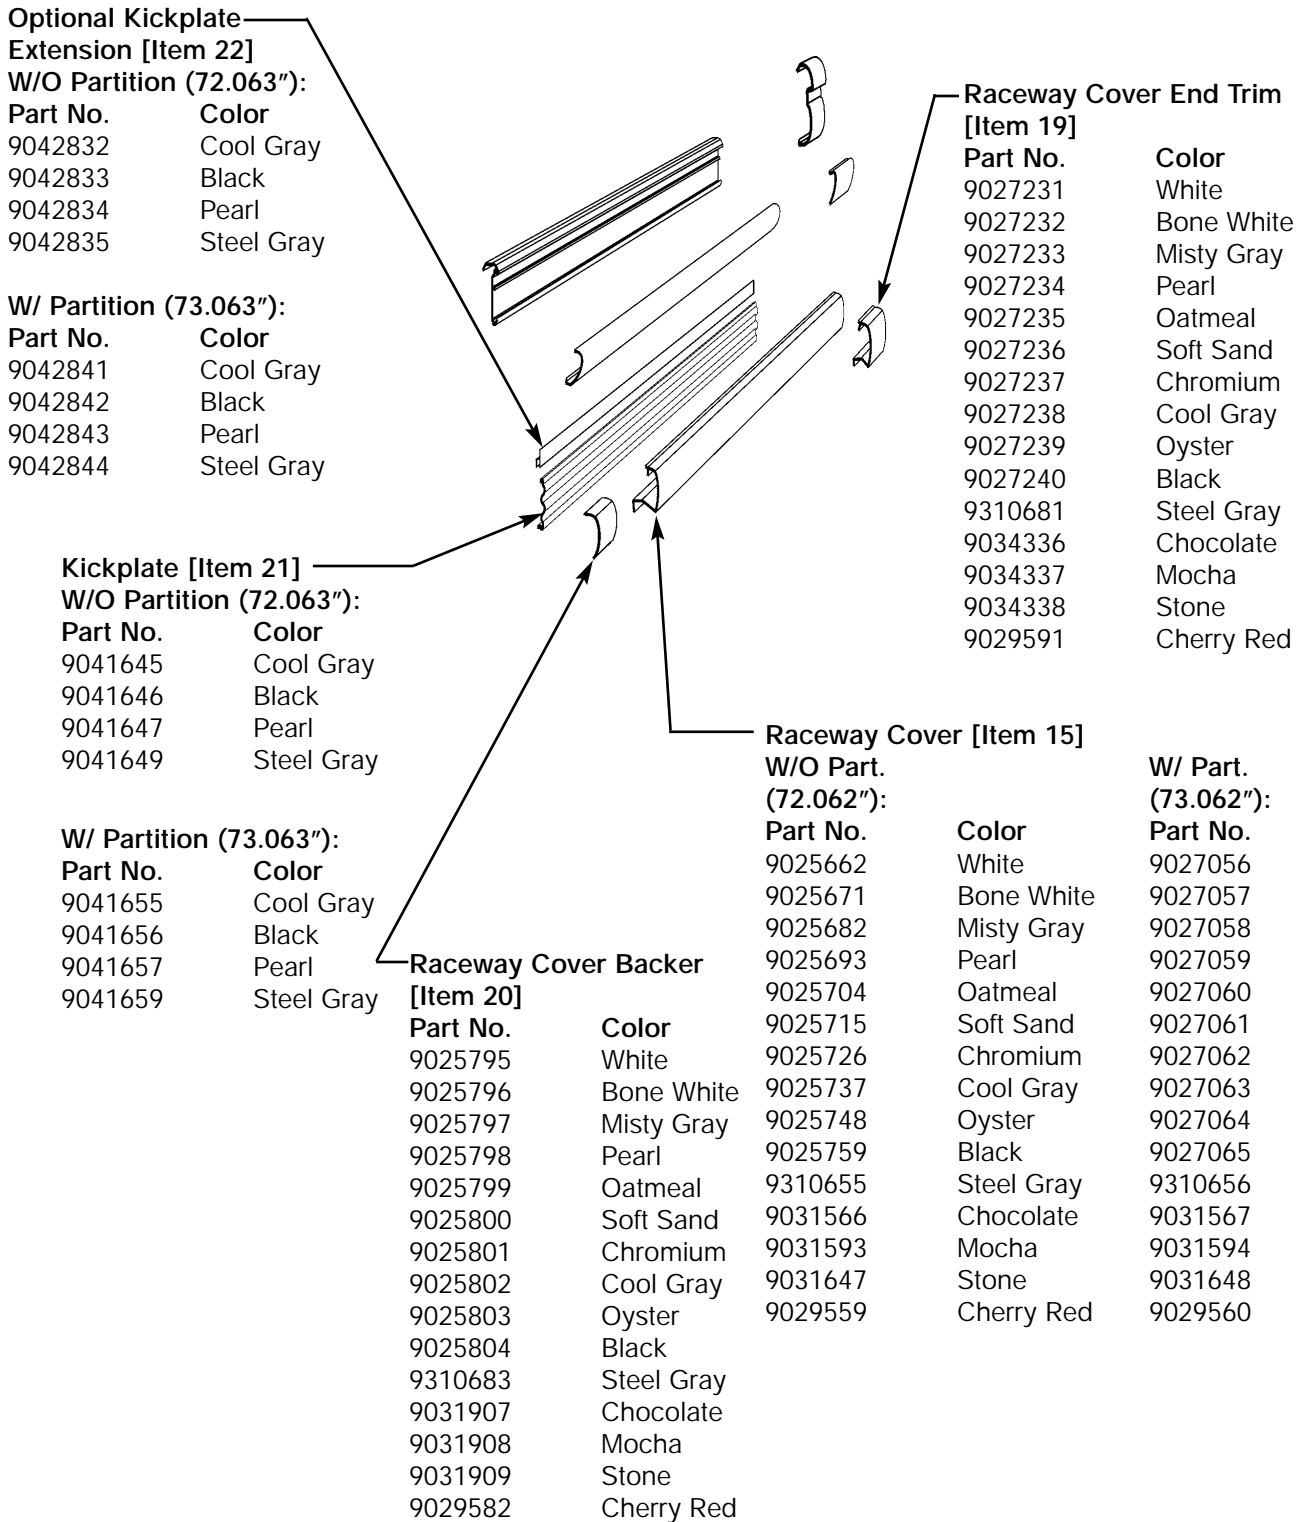 Optional Kickplate
Extension [Item 22]
W/O Partition (72.063"):
Part No. Color
9042832 Cool Gray
9042833 Black
9042834 Pearl
9042835 Steel Gray
W/ Partition (73.063"):
Part No. Color
9042841 Cool Gray
9042842 Black
9042843 Pearl
9042844 Steel Gray
Raceway Cover End Trim
[Item 19]
Part No. Color
9027231 White
9027232 Bone White
9027233 Misty Gray
9027234 Pearl
9027235 Oatmeal
9027236 Soft Sand
9027237 Chromium
9027238 Cool Gray
9027239 Oyster
9027240 Black
9310681 Steel Gray
9034336 Chocolate
9034337 Mocha
9034338 Stone
9029591 Cherry Red
Kickplate [Item 21]
W/O Partition (72.063"):
Part No. Color
9041645 Cool Gray
9041646 Black
9041647 Pearl
9041649 Steel Gray
W/ Partition (73.063"):
Part No. Color
9041655 Cool Gray
9041656 Black
9041657 Pearl
9041659 Steel Gray
Raceway Cover Backer
[Item 20]
Part No. Color
9025795 White
9025796 Bone White
9025797 Misty Gray
9025798 Pearl
9025799 Oatmeal
9025800 Soft Sand
9025801 Chromium
9025802 Cool Gray
9025803 Oyster
9025804 Black
9310683 Steel Gray
9031907 Chocolate
9031908 Mocha
9031909 Stone
9029582 Cherry Red
Raceway Cover [Item 15]
W/O Part. W/ Part.
(72.062"): (73.062"):
Part No. Color Part No.
9025662 White 9027056
9025671 Bone White 9027057
9025682 Misty Gray 9027058
9025693 Pearl 9027059
9025704 Oatmeal 9027060
9025715 Soft Sand 9027061
9025726 Chromium 9027062
9025737 Cool Gray 9027063
9025748 Oyster 9027064
9025759 Black 9027065
9310655 Steel Gray 9310656
9031566 Chocolate 9031567
9031593 Mocha 9031594
9031647 Stone 9031648
9029559 Cherry Red 9029560